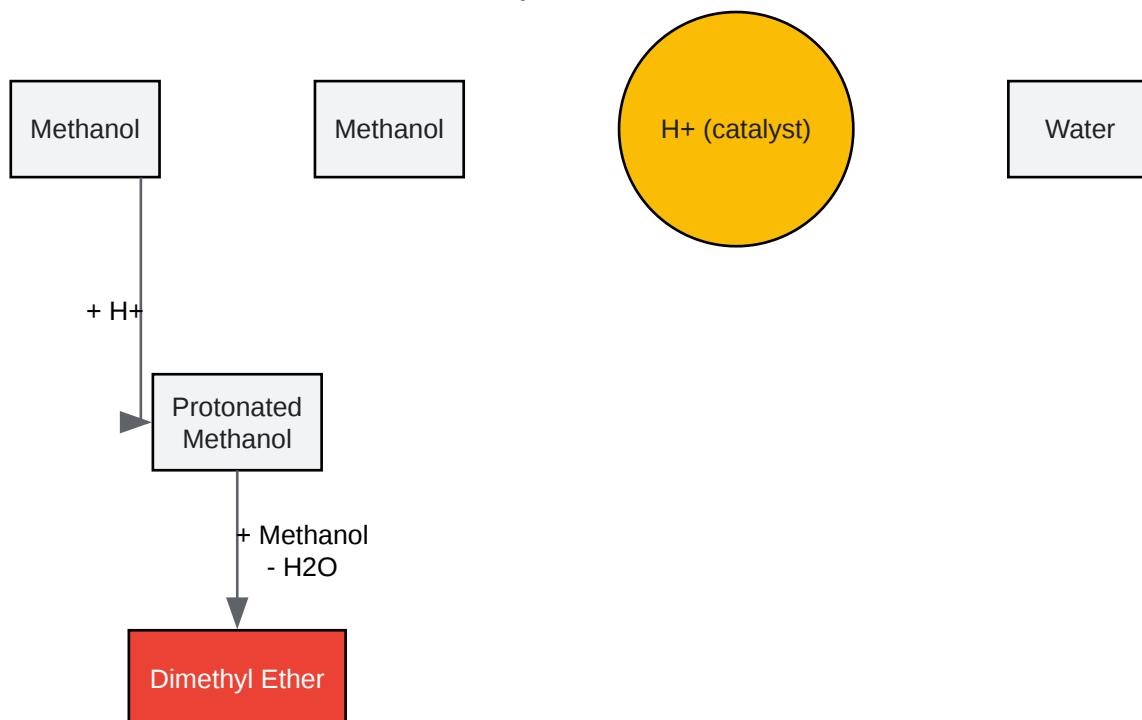 Methanol
Methanol
H+ (catalyst)
Water
+ H+
Protonated
Methanol
+ Methanol
- H2O
Dimethyl Ether